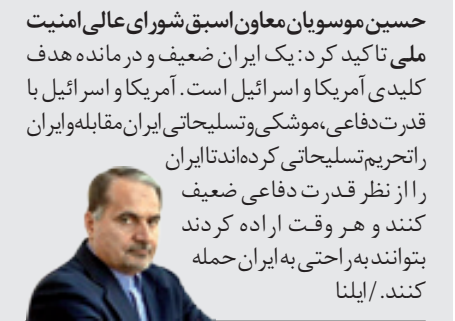 حسین موسویان معاون اسبق شورای عالی امنیت
ملی تاکید کرد: یک ایران ضعیف و درمانده هدف
کلیدی آمریکا و اسرائیل است. آمریکا و اسرائیل با
قدرت دفاعی، موشکی و تسلیحاتی ایران مقابله و ایران
را تحریم تسلیحاتی کرده‌اند تا ایران
را از نظر قدرت دفاعی ضعیف
کنند و هر وقت اراده کردند
بتوانند به راحتی به ایران حمله
کنند. /ایلنا